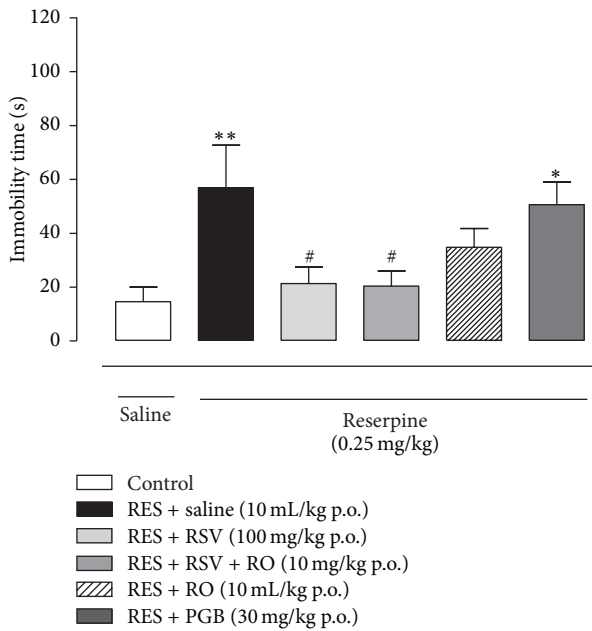 120
100
80
60
40
20
0
Immobility time (s)
**
#
#
*
Saline
Reserpine
(0.25 mg/kg)
Control
RES + saline (10 mL/kg p.o.)
RES + RSV (100 mg/kg p.o.)
RES + RSV + RO (10 mg/kg p.o.)
RES + RO (10 mL/kg p.o.)
RES + PGB (30 mg/kg p.o.)